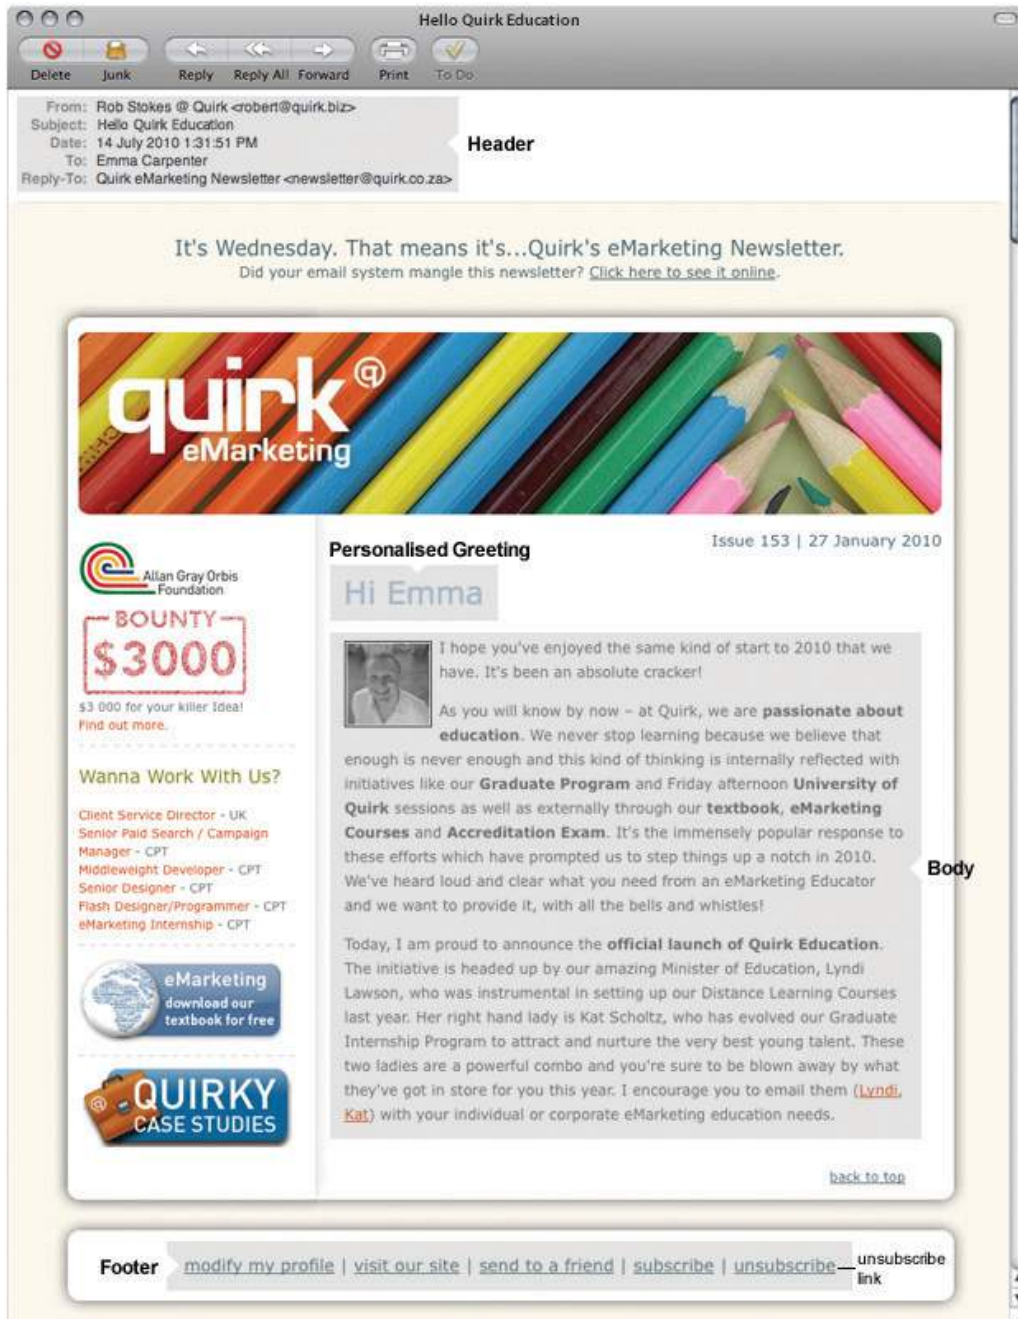 Hello Quirk Education
Delete Junk Reply Reply All Forward Print To Do
From: Rob Stokes @ Quirk <robert@quirk.biz>
Subject: Hello Quirk Education
Date: 14 July 2010 1:31:51 PM
To: Emma Carpenter
Reply-To: Quirk eMarketing Newsletter <newsletter@quirk.co.za>
Header
It's Wednesday. That means it's...Quirk's eMarketing Newsletter.
Did your email system mangle this newsletter? Click here to see it online.
quirk@
eMarketing
Allan Gray Orbis
Foundation
BOUNTY
$3000
$3 000 for your killer Idea!
Find out more.
Wanna Work With Us?
Client Service Director - UK
Senior Paid Search / Campaign
Manager - CPT
Middleweight Developer - CPT
Senior Designer - CPT
Flash Designer/Programmer - CPT
eMarketing Internship - CPT
eMarketing
download our
textbook for free
@ QUIRKY
CASE STUDIES
Issue 153 | 27 January 2010
Personalised Greeting
Hi Emma
I hope you've enjoyed the same kind of start to 2010 that we
have. It's been an absolute cracker!
As you will know by now – at Quirk, we are passionate about
education. We never stop learning because we believe that
enough is never enough and this kind of thinking is internally reflected with
initiatives like our Graduate Program and Friday afternoon University of
Quirk sessions as well as externally through our textbook, eMarketing
Courses and Accreditation Exam. It's the immensely popular response to
these efforts which have prompted us to step things up a notch in 2010.
We've heard loud and clear what you need from an eMarketing Educator
and we want to provide it, with all the bells and whistles!
Body
Today, I am proud to announce the official launch of Quirk Education.
The initiative is headed up by our amazing Minister of Education, Lyndi
Lawson, who was instrumental in setting up our Distance Learning Courses
last year. Her right hand lady is Kat Scholtz, who has evolved our Graduate
Internship Program to attract and nurture the very best young talent. These
two ladies are a powerful combo and you're sure to be blown away by what
they've got in store for you this year. I encourage you to email them (Lyndi,
Kat) with your individual or corporate eMarketing education needs.
back to top
Footer
modify my profile | visit our site | send to a friend | subscribe | unsubscribe
unsubscribe
link